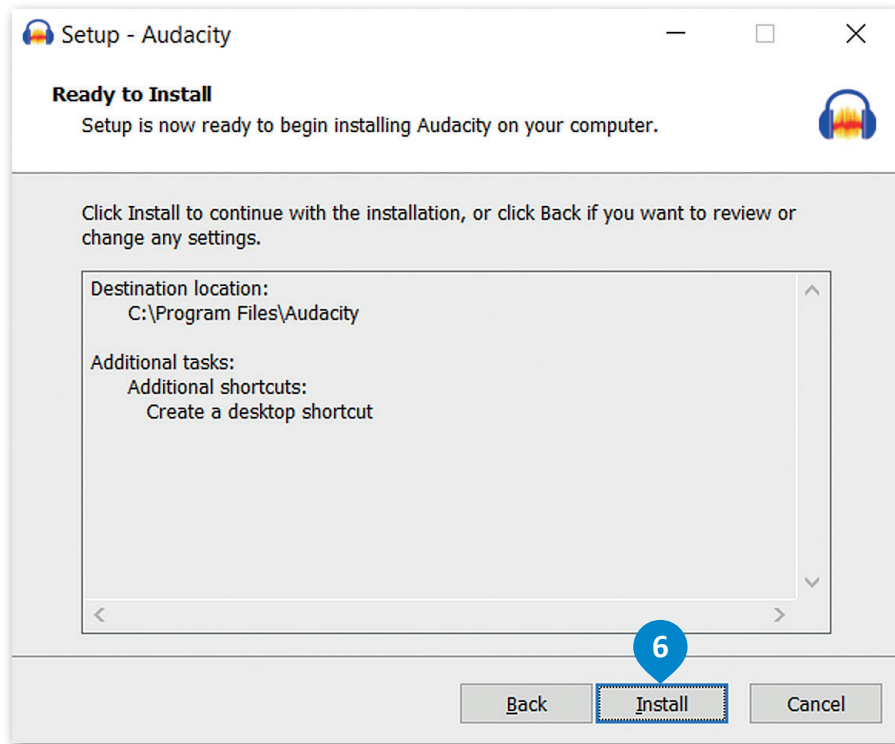 Setup - Audacity
Ready to Install
Setup is now ready to begin installing Audacity on your computer.
Click Install to continue with the installation, or click Back if you want to review or
change any settings.
Destination location:
C:\Program Files\Audacity
Additional tasks:
Additional shortcuts:
Create a desktop shortcut
6
Back Install Cancel